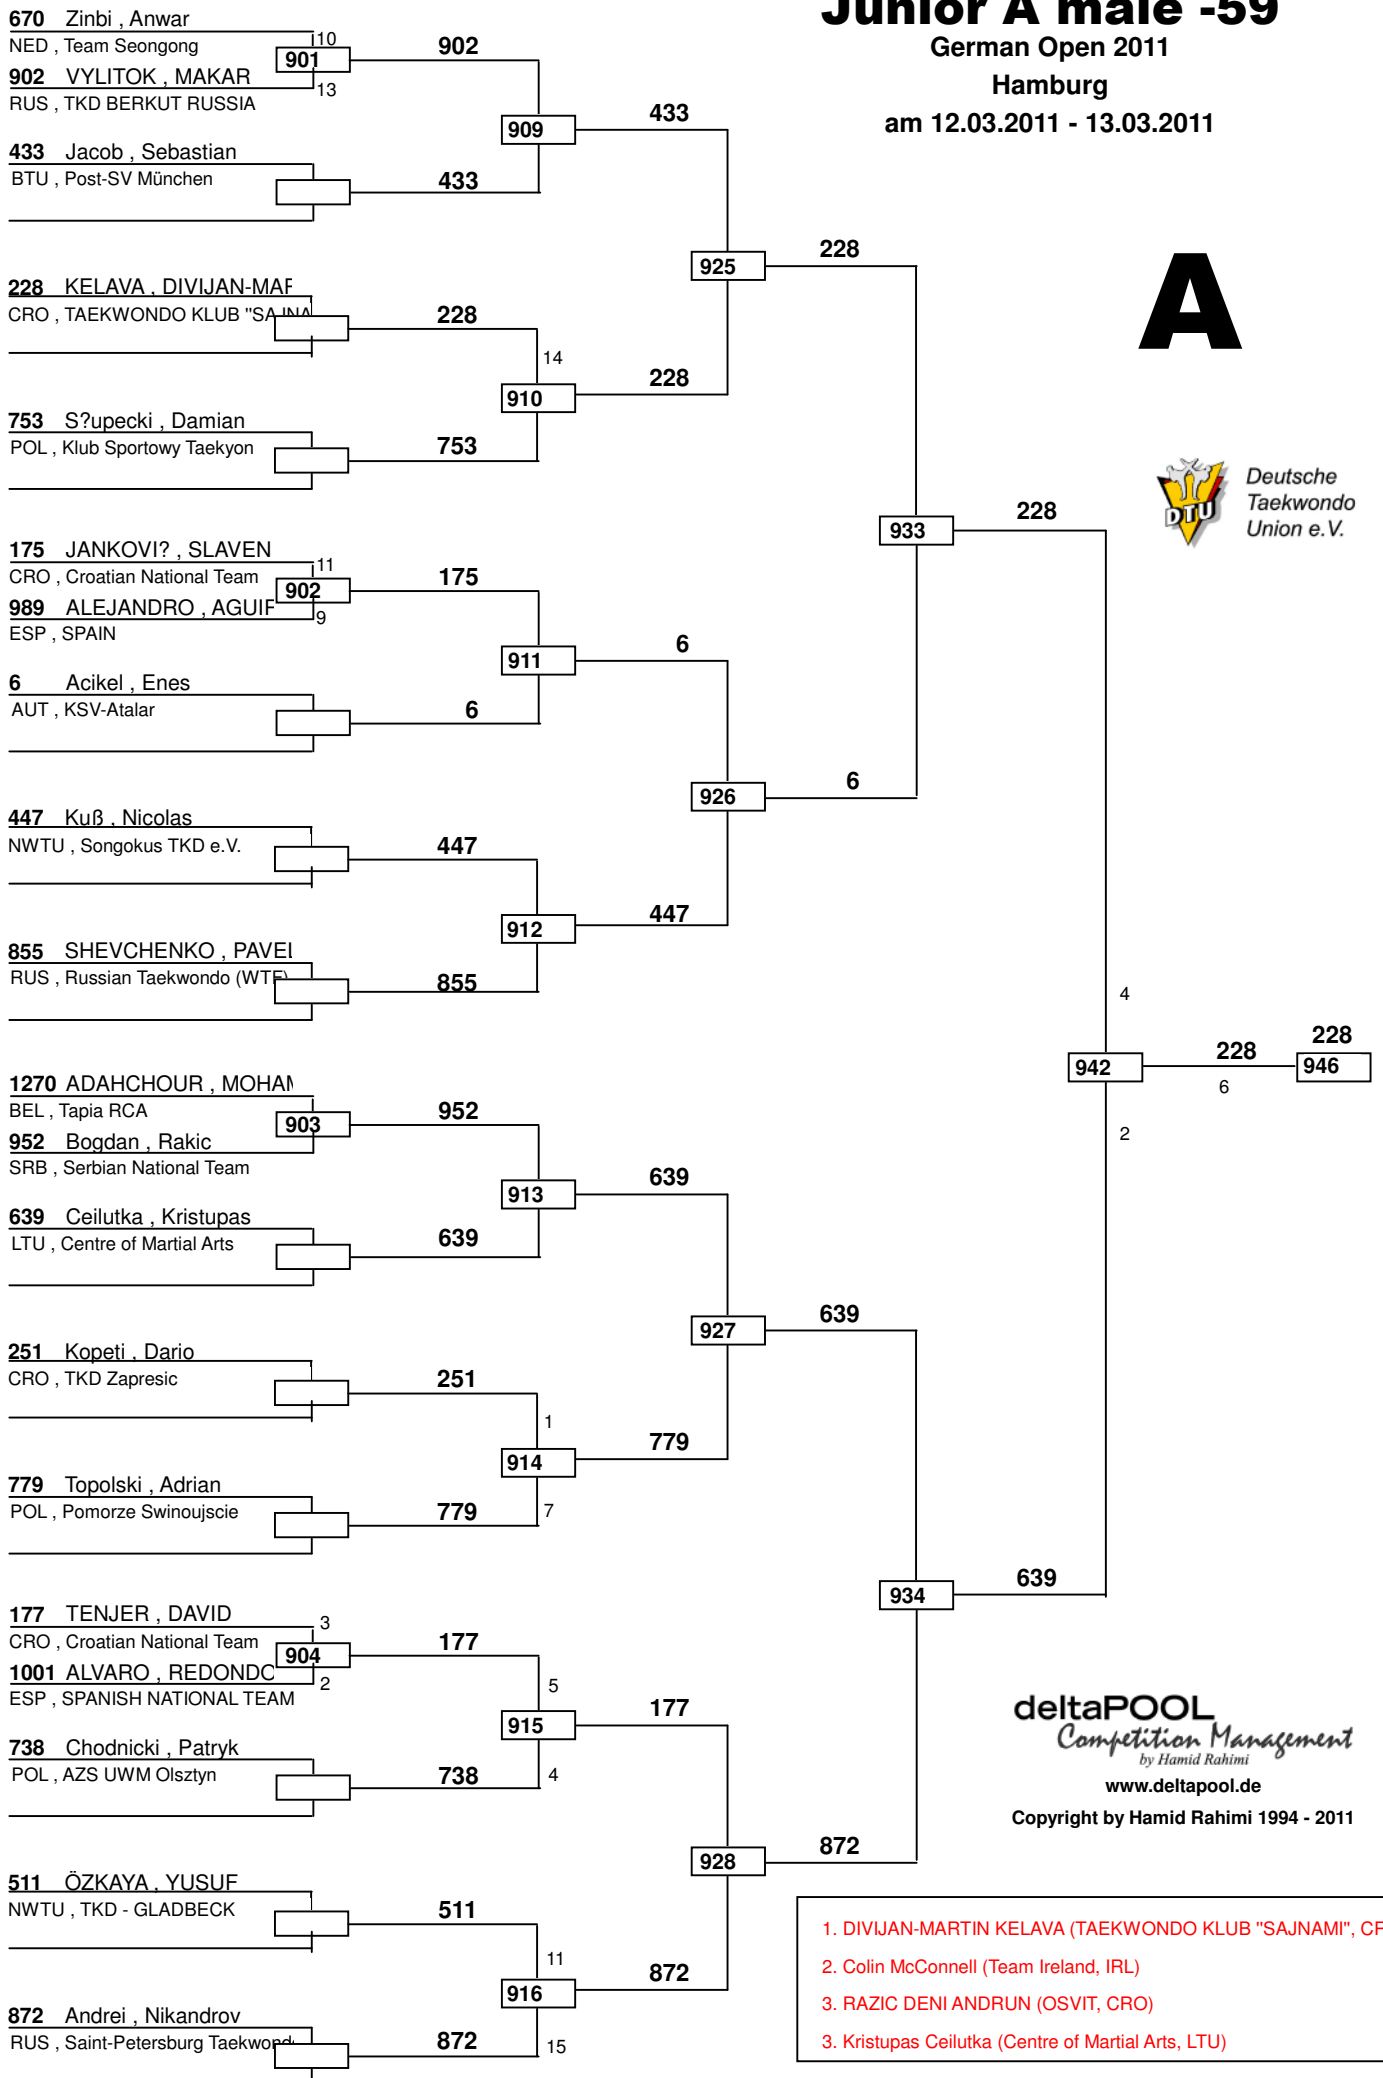 Junior A male -59
German Open 2011
Hamburg
am 12.03.2011 - 13.03.2011
A
Deutsche
Taekwondo
Union e.V.
DTU
670 Zinbi , Anwar
NED , Team Seongong
10
901
902
902 VYLITOK , MAKAR
13
RUS , TKD BERKUT RUSSIA
909
433
433 Jacob , Sebastian
BTU , Post-SV München
433
925
228
228 KELAVA , DIVIJAN-MAR
CRO , TAEKWONDO KLUB "SAJNA
228
14
910
228
753 S?upecki , Damian
POL , Klub Sportowy Taekyon
753
933
228
175 JANKOVI? , SLAVEN
CRO , Croatian National Team
11
902
175
989 ALEJANDRO , AGUIR
9
ESP , SPAIN
911
6
6 Acikel , Enes
AUT , KSV-Atalar
6
926
6
447 Kuß , Nicolas
NWTU , Songokus TKD e.V.
447
912
447
855 SHEVCHENKO , PAVEL
RUS , Russian Taekwondo (WTF)
855
4
942
228
6
228
946
2
1270 ADAHCHOUR , MOHAM
BEL , Tapia RCA
903
952
952 Bogdan , Rakic
SRB , Serbian National Team
913
639
639 Ceilutka , Kristupas
LTU , Centre of Martial Arts
639
927
639
251 Kopeti , Dario
CRO , TKD Zapresic
251
1
914
779
779 Topolski , Adrian
POL , Pomorze Swinoujscie
779
7
934
639
177 TENJER , DAVID
CRO , Croatian National Team
3
904
177
1001 ALVARO , REDONDO
2
ESP , SPANISH NATIONAL TEAM
5
915
177
738 Chodnicki , Patryk
POL , AZS UWM Olsztyn
738
4
928
872
511 ÖZKAYA , YUSUF
NWTU , TKD - GLADBECK
511
11
916
872
872 Andrei , Nikandrov
RUS , Saint-Petersburg Taekwond
872
15
deltaPOOL
Competition Management
by Hamid Rahimi
www.deltapool.de
Copyright by Hamid Rahimi 1994 - 2011
1. DIVIJAN-MARTIN KELAVA (TAEKWONDO KLUB "SAJNAMI", CR
2. Colin McConnell (Team Ireland, IRL)
3. RAZIC DENI ANDRUN (OSVIT, CRO)
3. Kristupas Ceilutka (Centre of Martial Arts, LTU)